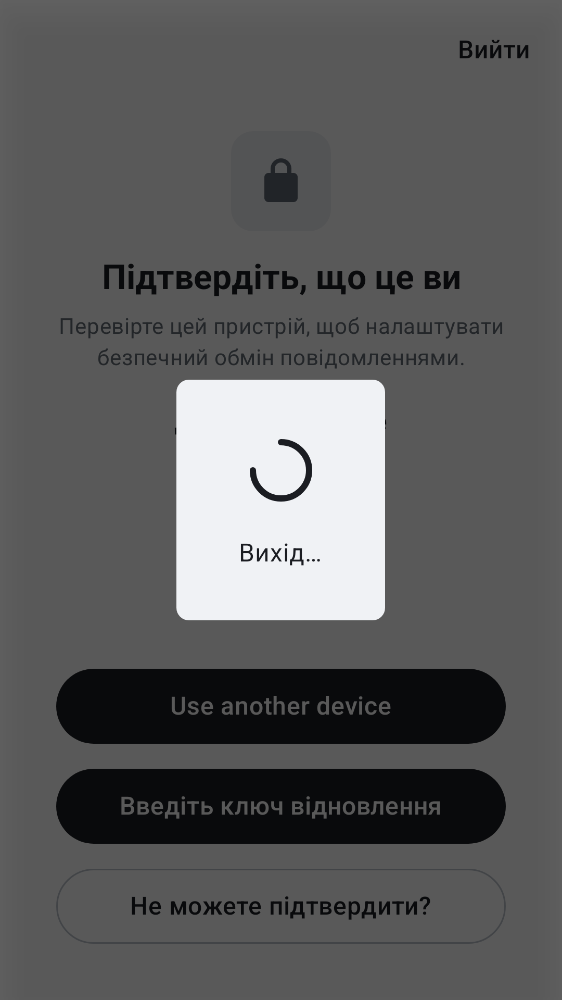 Вийти
Підтвердіть, що це ви
Перевірте цей пристрій, щоб налаштувати
безпечний обмін повідомленнями.
Вихід...
Use another device
Введіть ключ відновлення
Не можете підтвердити?